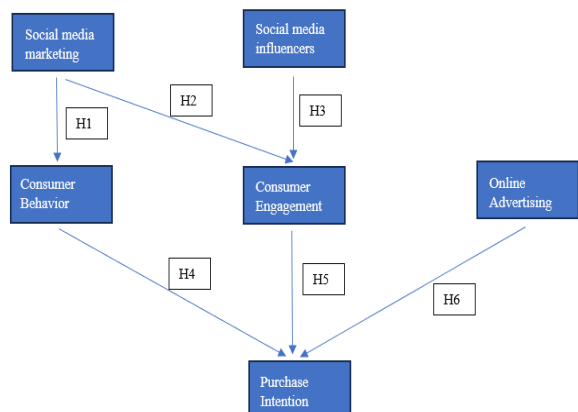 Social media
marketing
Social media
influencers
H2
H1
H3
Consumer
Behavior
Consumer
Engagement
Online
Advertising
H4
H5
H6
Purchase
Intention